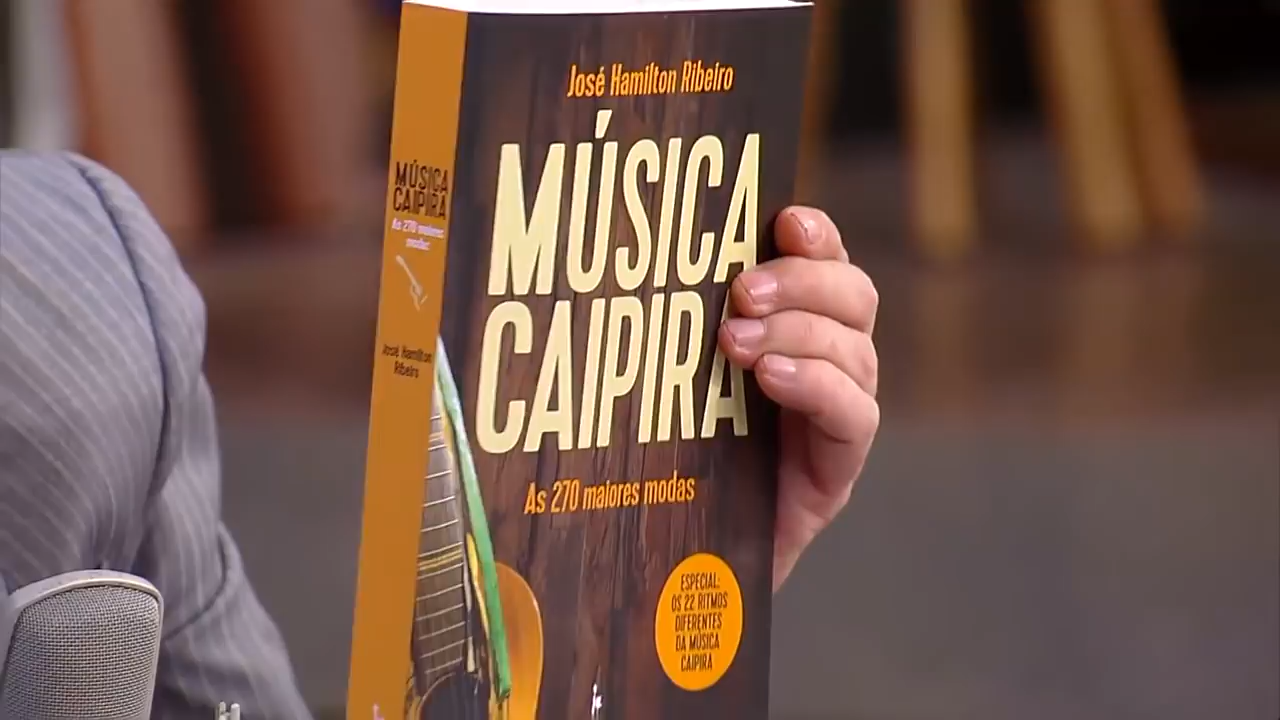 José Hamilton Ribeiro
MÚSICA
CAIPIRA
As 270 maiores modas
ESPECIAL:
OS 22 RITMOS
DIFERENTES
DA MÚSICA
CAIPIRA
MÚSICA
CAIPIRA
As 270 maiores
modas
José Hamilton
Ribeiro